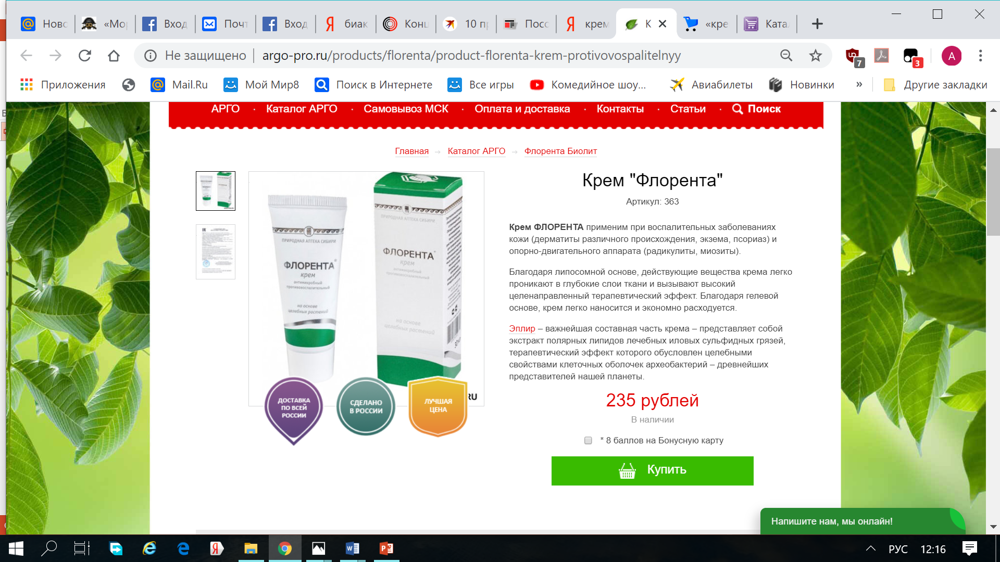 Ново
«Мор
Вход
Почт
Вход
биак
Конц
10 пр
Посс
крем
К
«кре
Ката
Не защищено
argo-pro.ru/products/florenta/product-florenta-krem-protivovospalitelnyy
7
3
A
Приложения
Mail.Ru
Мой Мир8
Поиск в Интернете
Все игры
Комедийное шоу...
Авиабилеты
Новинки
»
Другие закладки
АРГО · Каталог АРГО · Самовывоз МСК · Оплата и доставка · Контакты · Статьи · Поиск
Главная → Каталог АРГО → Флорента Биолит
ПРИРОДНАЯ АПТЕКА СИБИРИ
ФЛОРЕНТА®
крем
антимикробный
противовоспалительный
на основе
целебных растений
ПРИРОДНАЯ АПТЕКА СИБИРИ
ФЛОРЕНТА®
крем
антимикробный
противовоспалительный
на основе
целебных растений
RU
ДОСТАВКА
ПО ВСЕЙ
РОССИИ
СДЕЛАНО
В РОССИИ
ЛУЧШАЯ
ЦЕНА
Крем "Флорента"
Артикул: 363
Крем ФЛОРЕНТА применим при воспалительных заболеваниях
кожи (дерматиты различного происхождения, экзема, псориаз) и
опорно-двигательного аппарата (радикулиты, миозиты).
Благодаря липосомной основе, действующие вещества крема легко
проникают в глубокие слои ткани и вызывают высокий
целенаправленный терапевтический эффект. Благодаря гелевой
основе, крем легко наносится и экономно расходуется.
Эплир – важнейшая составная часть крема – представляет собой
экстракт полярных липидов лечебных иловых сульфидных грязей,
терапевтический эффект которого обусловлен целебными
свойствами клеточных оболочек археобактерий – древнейших
представителей нашей планеты.
235 рублей
В наличии
* 8 баллов на Бонусную карту
Купить
Напишите нам, мы онлайн!
РУС
12:16